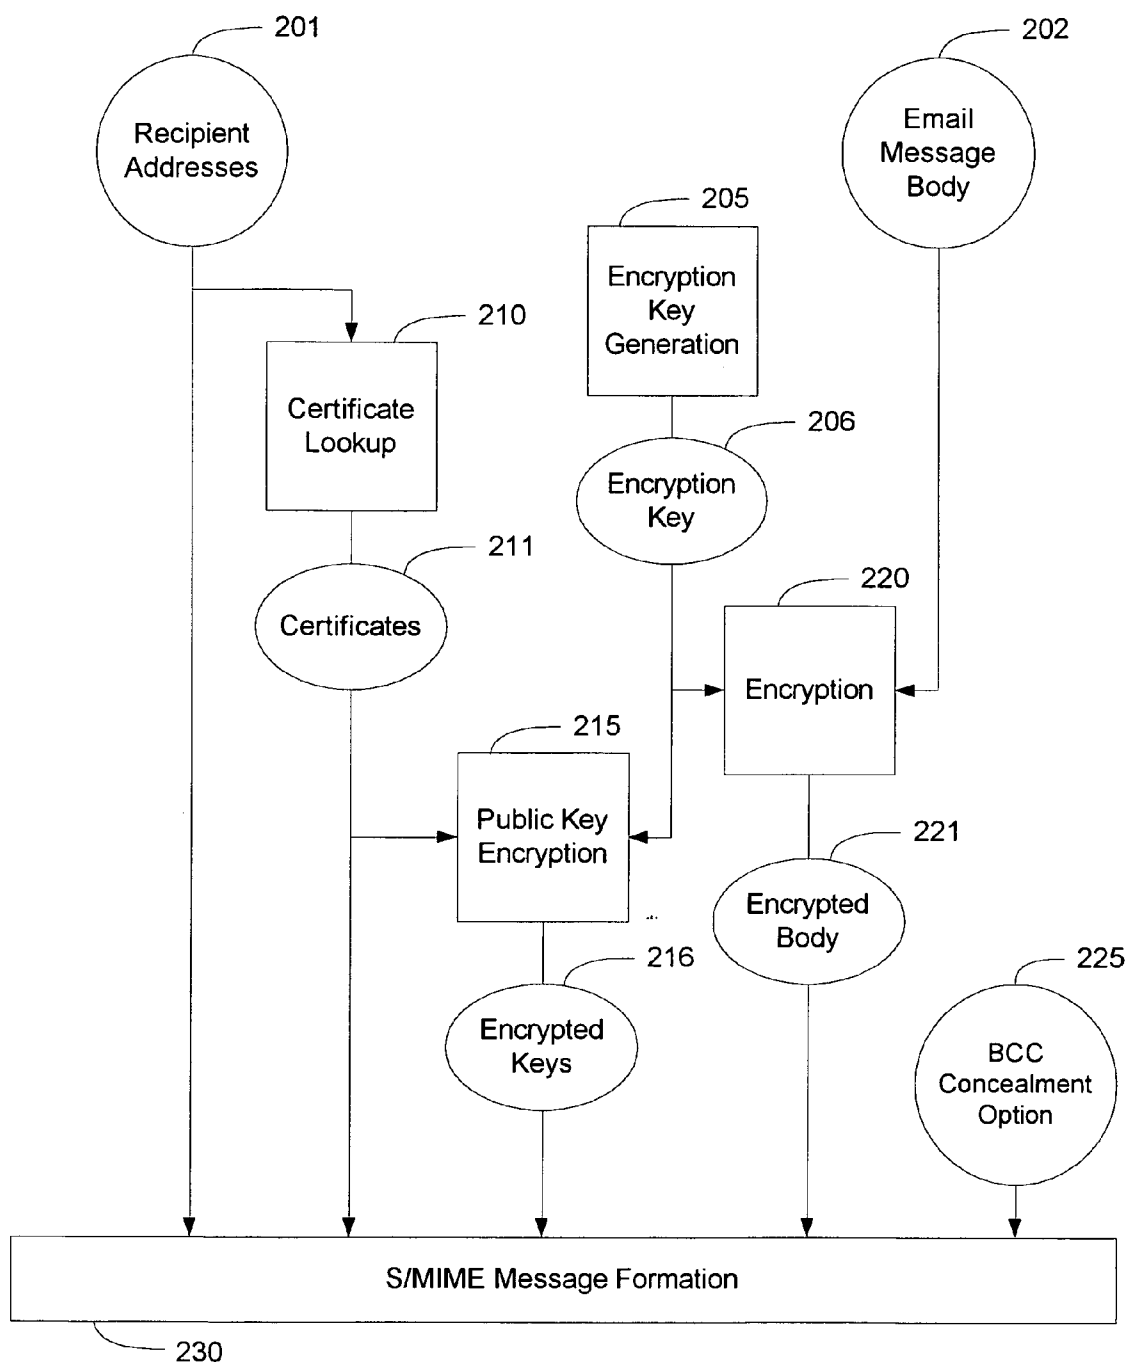 201
202
Recipient
Addresses
Email
Message
Body
205
Encryption
Key
Generation
210
Certificate
Lookup
206
Encryption
Key
211
Certificates
220
Encryption
215
Public Key
Encryption
221
Encrypted
Body
216
Encrypted
Keys
225
BCC
Concealment
Option
S/MIME Message Formation
230